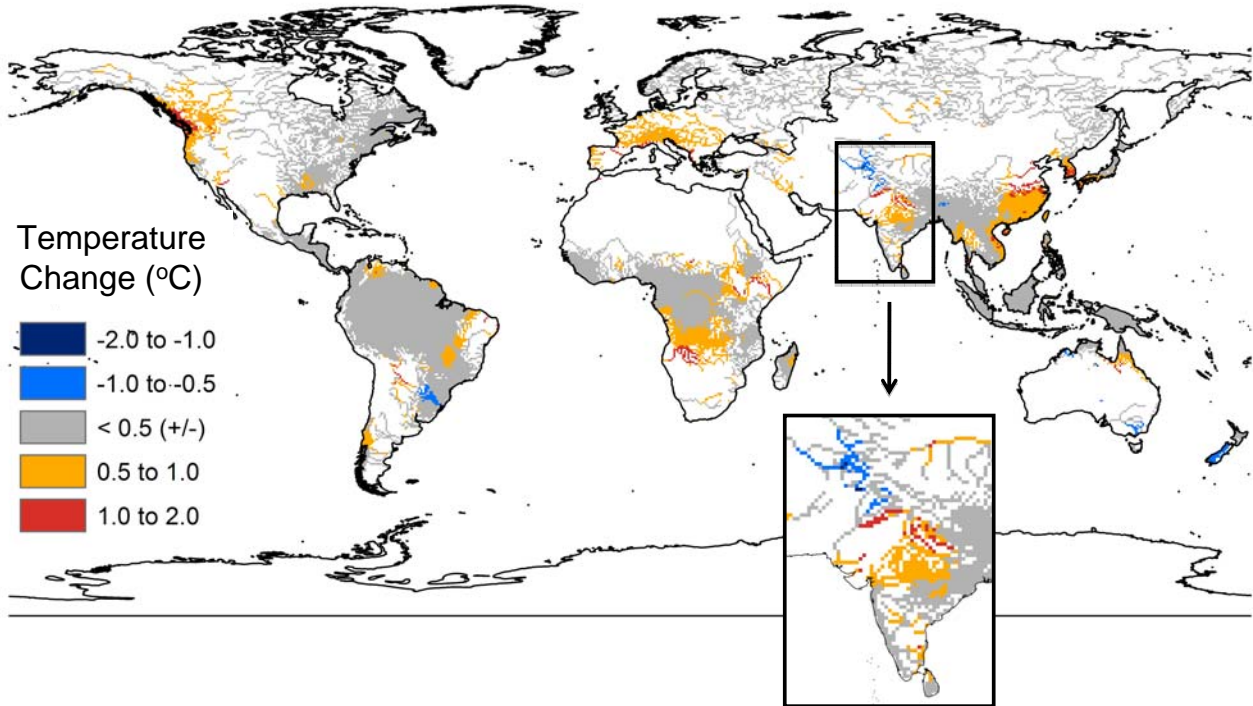 Temperature
Change (ᵒC)
-2.0 to -1.0
-1.0 to -0.5
< 0.5 (+/-)
0.5 to 1.0
1.0 to 2.0